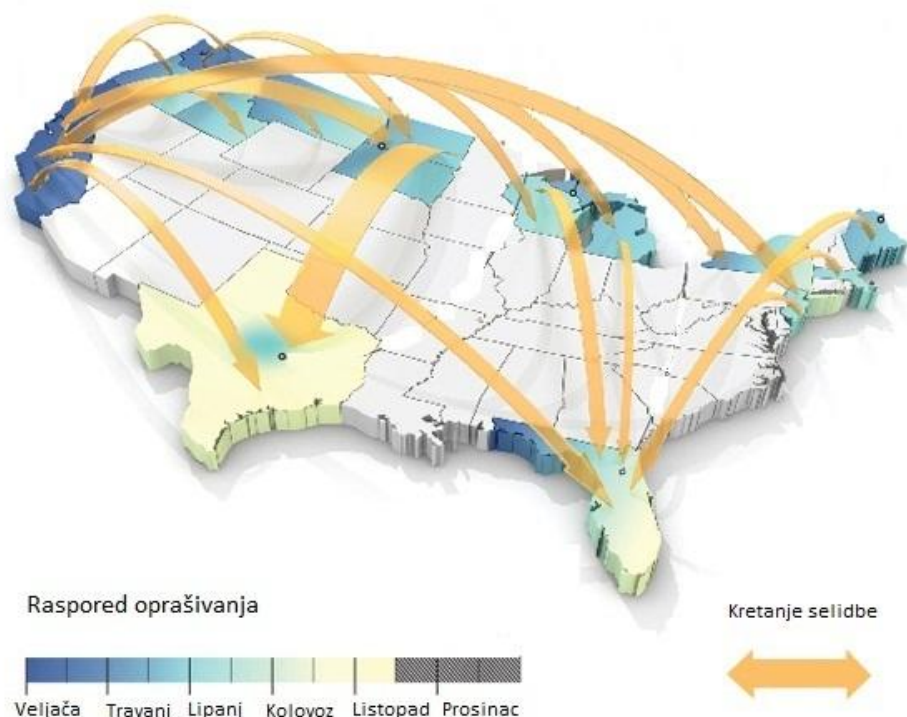 Raspored oprašivanja
Kretanje selidbe
Veljača Travanj Lipanj Kolovoz Listopad Prosinac